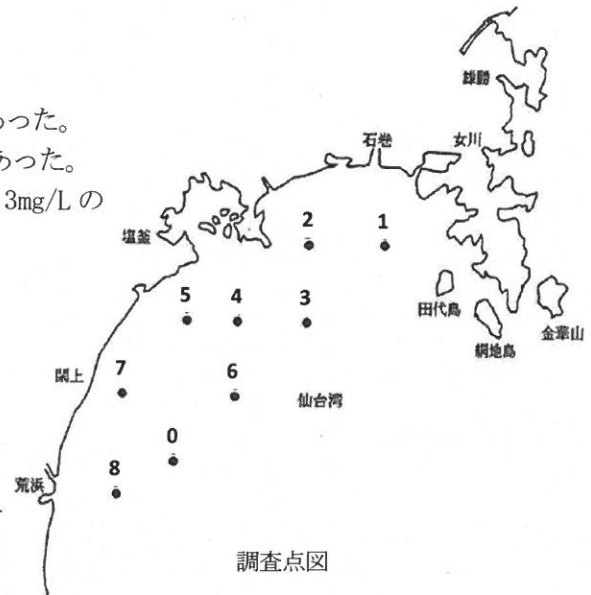 あった。
あった。
3mg/L の
雄勝
石巻
女川
塩釜
2
1
5
4
3
田代島
網地島
金華山
閖上
7
6
仙台湾
0
8
荒浜
調査点図